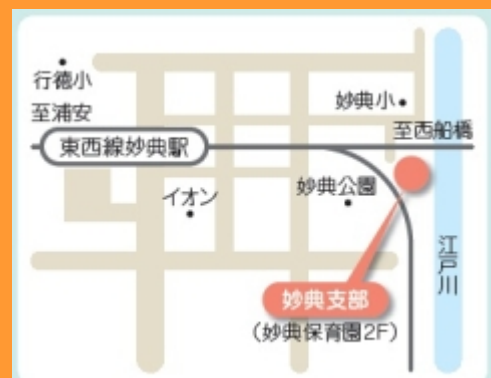 行徳小
至浦安
妙典小
至西船橋
東西線妙典駅
イオン
妙典公園
江戸川
妙典支部
(妙典保育園2F)